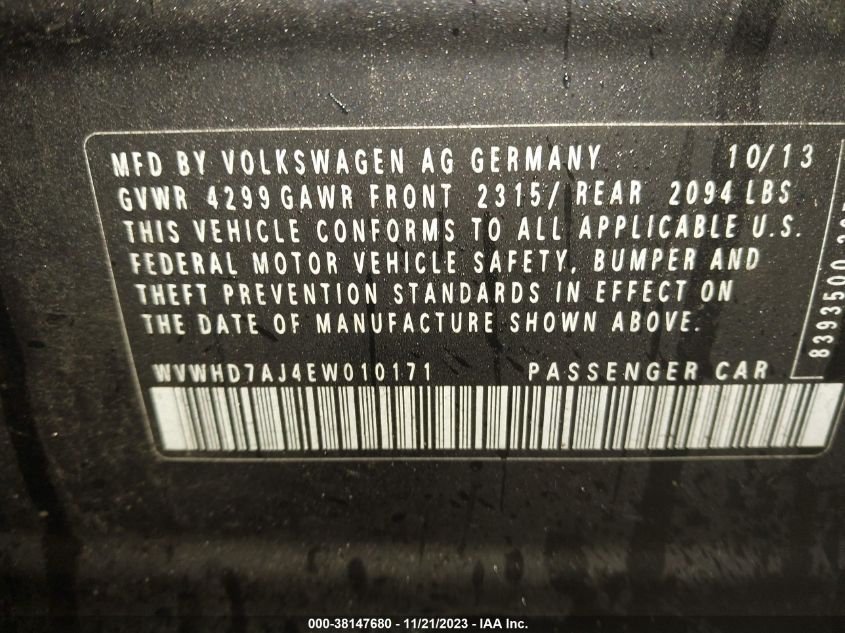 MFD BY VOLKSWAGEN AG GERMANY 10/13
GVWR 4299 GAWR FRONT 2315/ REAR 2094 LBS
THIS VEHICLE CONFORMS TO ALL APPLICABLE U.S.
FEDERAL MOTOR VEHICLE SAFETY, BUMPER AND
THEFT PREVENTION STANDARDS IN EFFECT ON
THE DATE OF MANUFACTURE SHOWN ABOVE.
WVWHD7AJ4EW010171 PASSENGER CAR
8393500
000-38147680 - 11/21/2023 - IAA Inc.